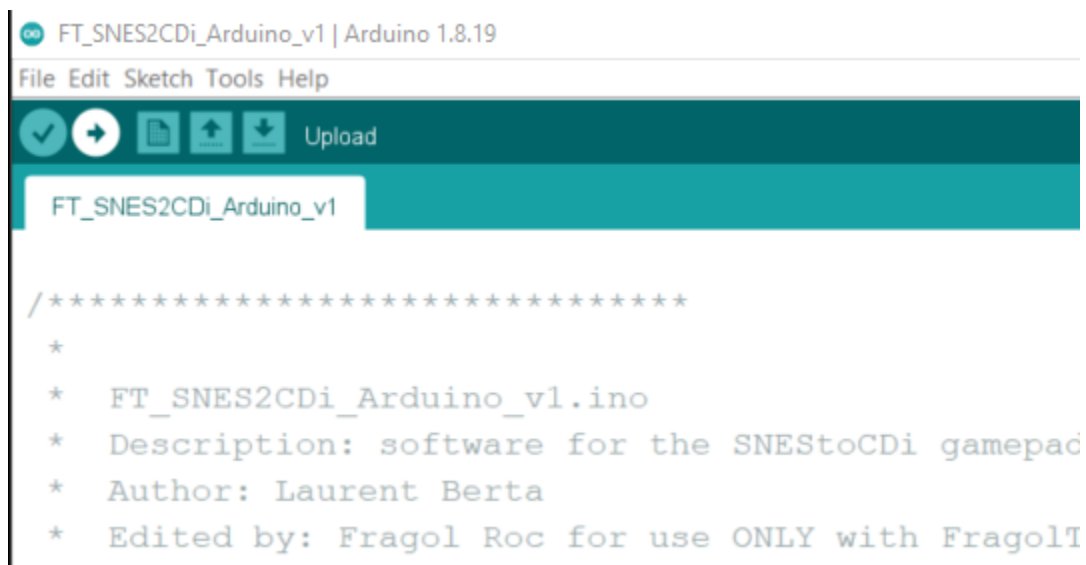 FT_SNES2CDi_Arduino_v1 | Arduino 1.8.19
File Edit Sketch Tools Help
Upload
FT_SNES2CDi_Arduino_v1
/*******************************
*
* FT_SNES2CDi_Arduino_v1.ino
* Description: software for the SNEStoCDi gamepad
* Author: Laurent Berta
* Edited by: Fragol Roc for use ONLY with FragolT